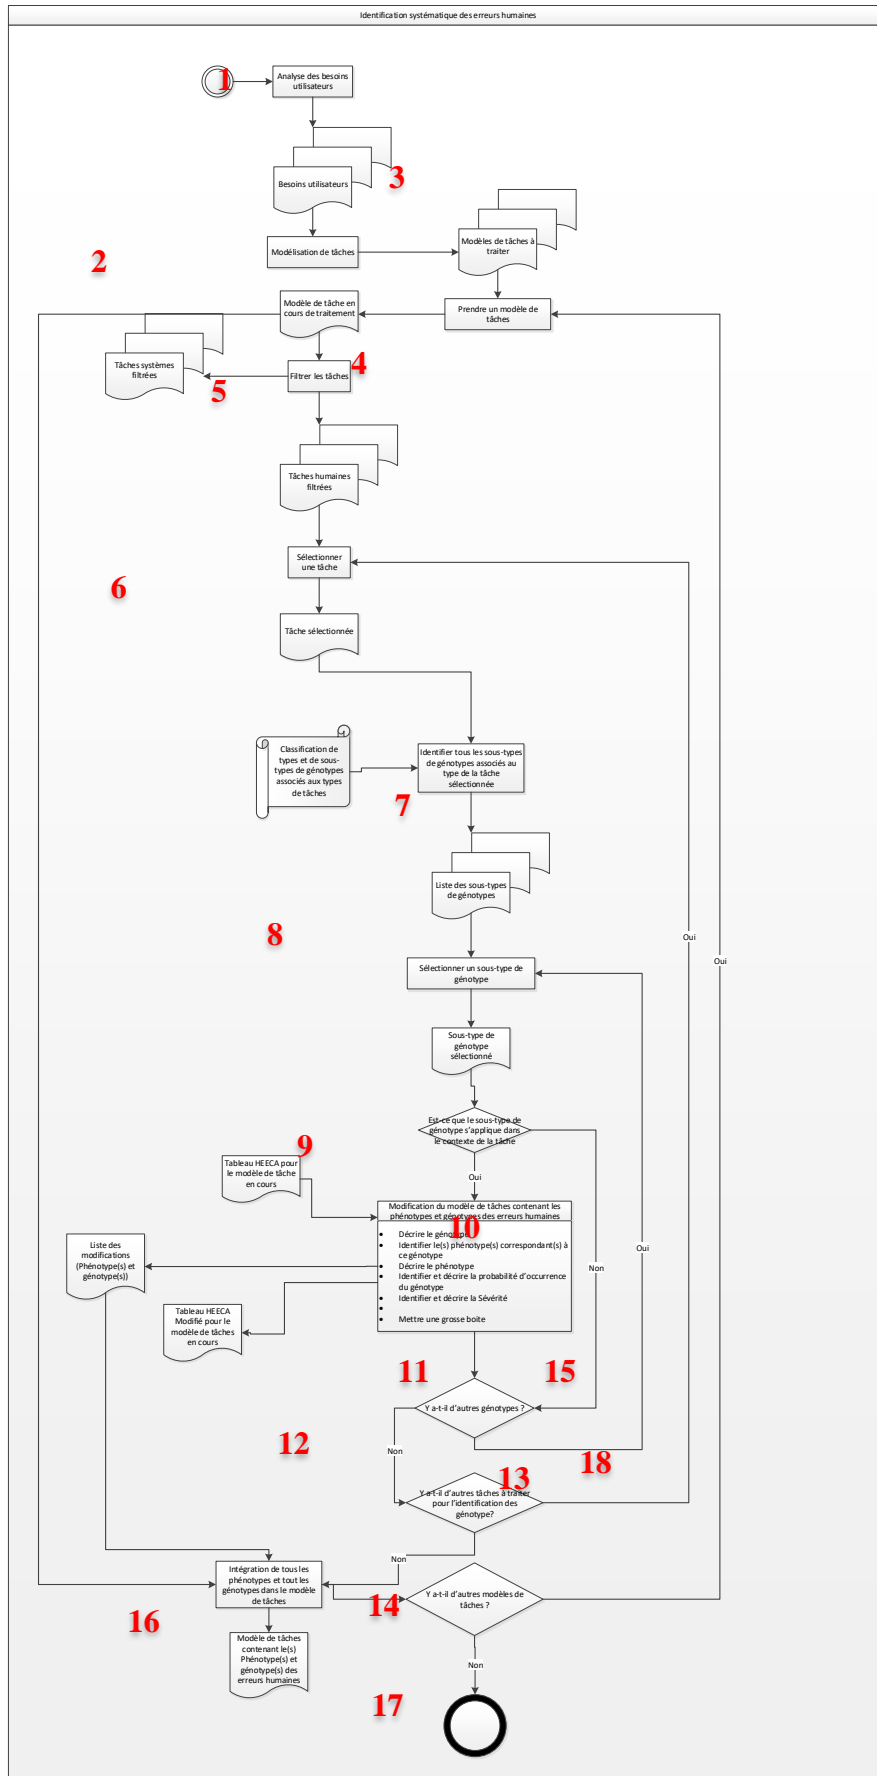 Identification systématique des erreurs humaines
1
Analyse des besoins
utilisateurs
3
Besoins utilisateurs
Modélisation de tâches
Modèles de tâches à
traiter
2
Modèle de tâche en
cours de traitement
Prendre un modèle de
tâches
4
Tâches systèmes
filtrées
5
Filtrer les tâches
Tâches humaines
filtrées
Sélectionner
une tâche
6
Tâche sélectionnée
Classification de
types et de sous-
types de génotypes
associés aux types
de tâches
Identifier tous les sous-types
de génotypes associés au
type de la tâche
sélectionnée
7
Liste des sous-types
de génotypes
8
Oui
Oui
Sélectionner un sous-type de
génotype
Sous-type de
génotype
sélectionné
Est-ce que le sous-type de
génotype s'applique dans
le contexte de la tâche
9
Tableau HEECA pour
le modèle de tâche
en cours
Oui
Modification du modèle de tâches contenant les
phénotypes et génotypes des erreurs humaines
10
• Décrire le génotype
• Identifier le(s) phénotype(s) correspondant(s) à
ce génotype
• Décrire le phénotype
• Identifier et décrire la probabilité d'occurrence
du génotype
• Identifier et décrire la Sévérité
•
• Mettre une grosse boite
Liste des
modifications
(Phénotype(s) et
génotype(s))
Oui
Non
Tableau HEECA
Modifié pour le
modèle de tâches
en cours
11
15
Y a-t-il d'autres génotypes ?
12
Non
18
13
Y a-t-il d'autres tâches à traiter
pour l'identification des
génotype?
Non
Intégration de tous les
phénotypes et tout les
génotypes dans le modèle
de tâches
14
Y a-t-il d'autres modèles de
tâches ?
16
Modèle de tâches
contenant le(s)
Phénotype(s) et
génotype(s) des
erreurs humaines
Non
17